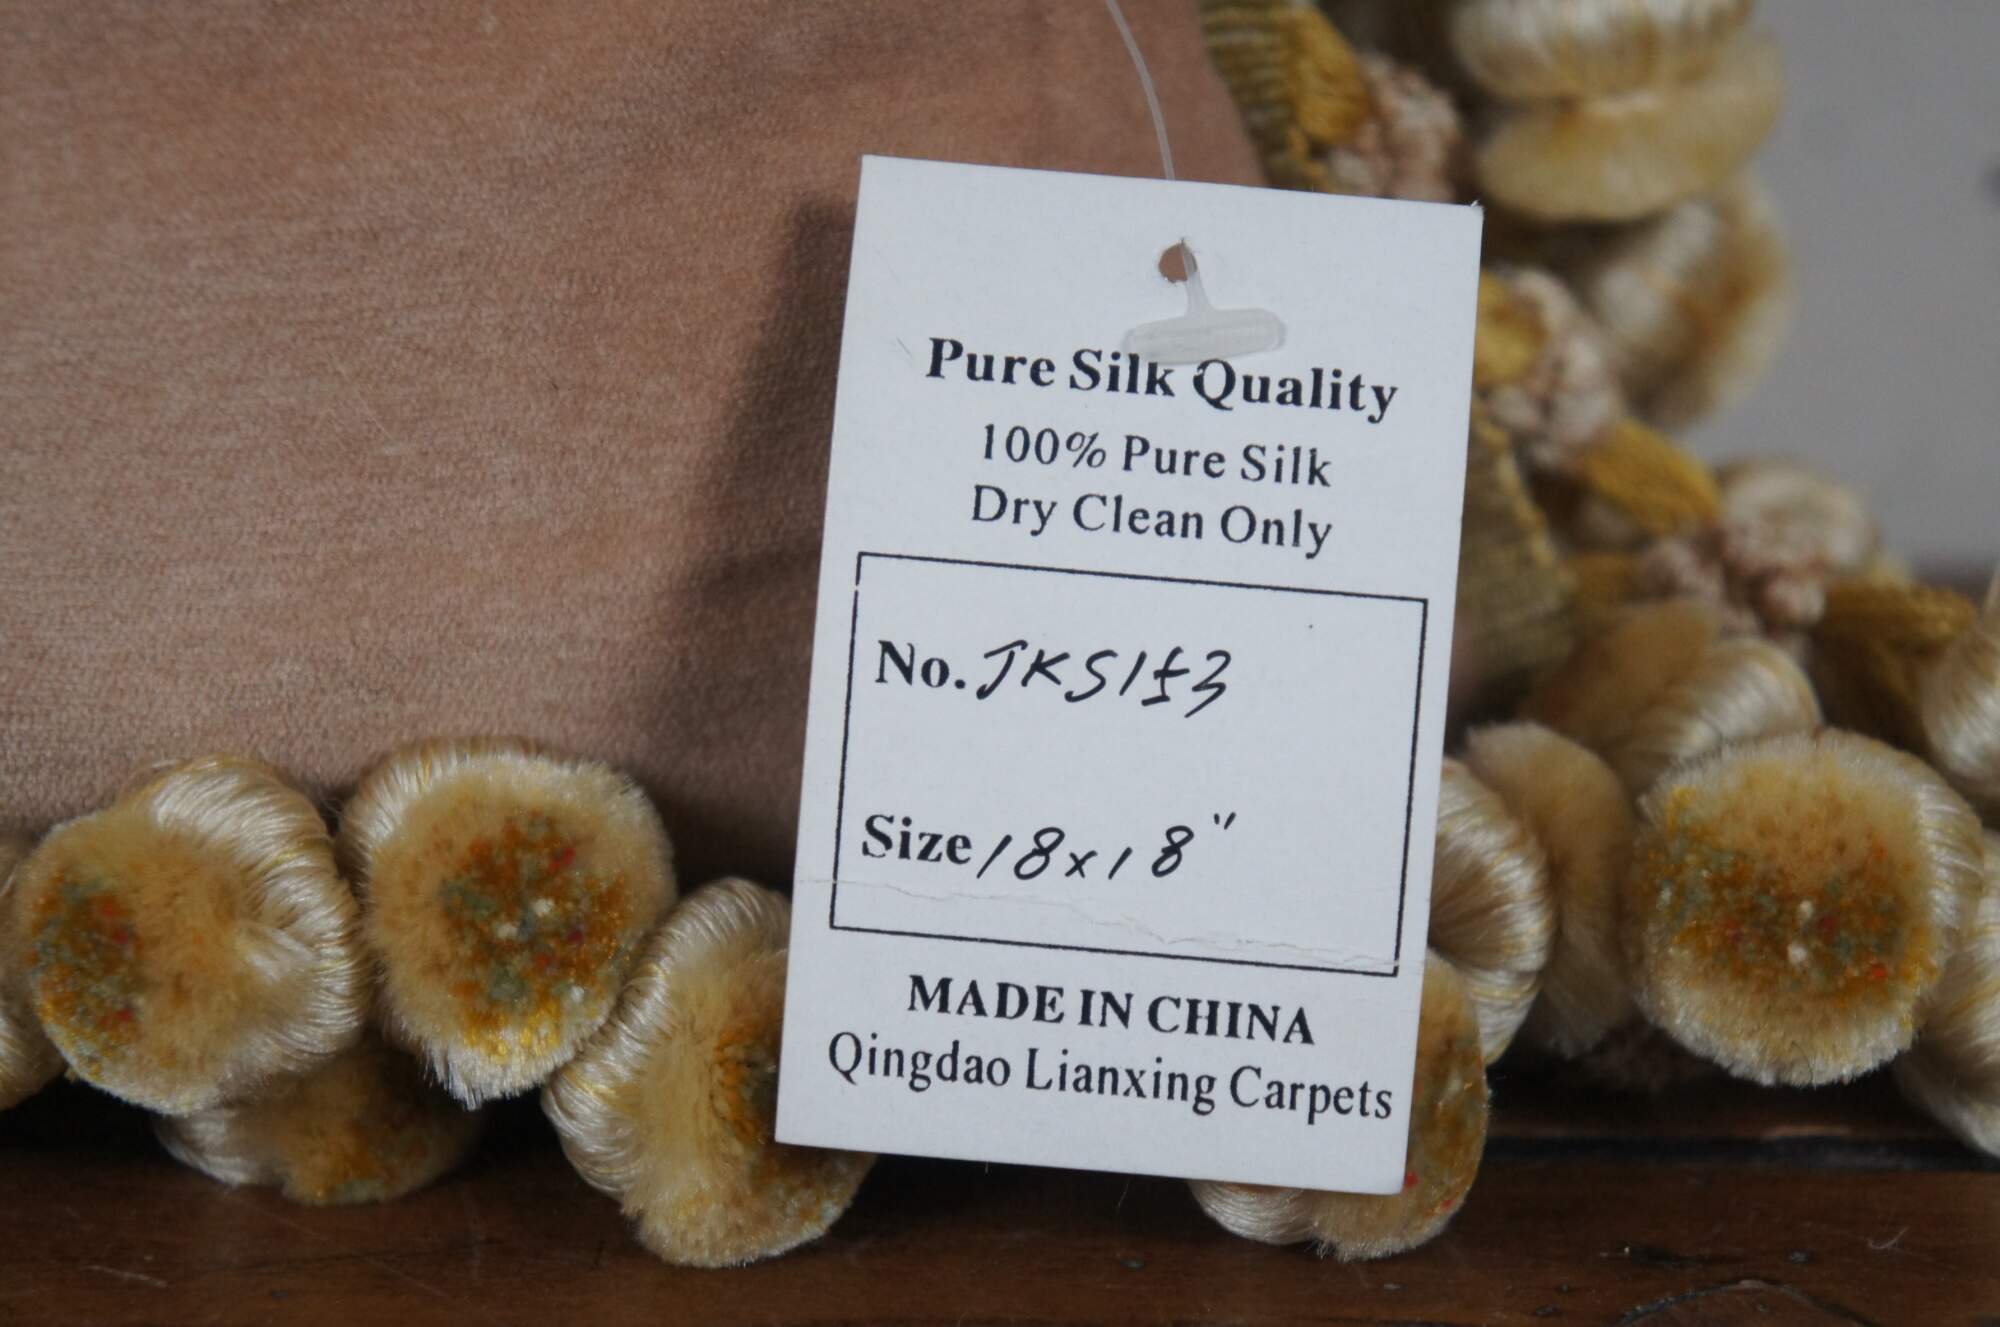 Pure Silk Quality
100% Pure Silk
Dry Clean Only
No. JKS153
Size 18x18"
MADE IN CHINA
Qingdao Lianxing Carpets